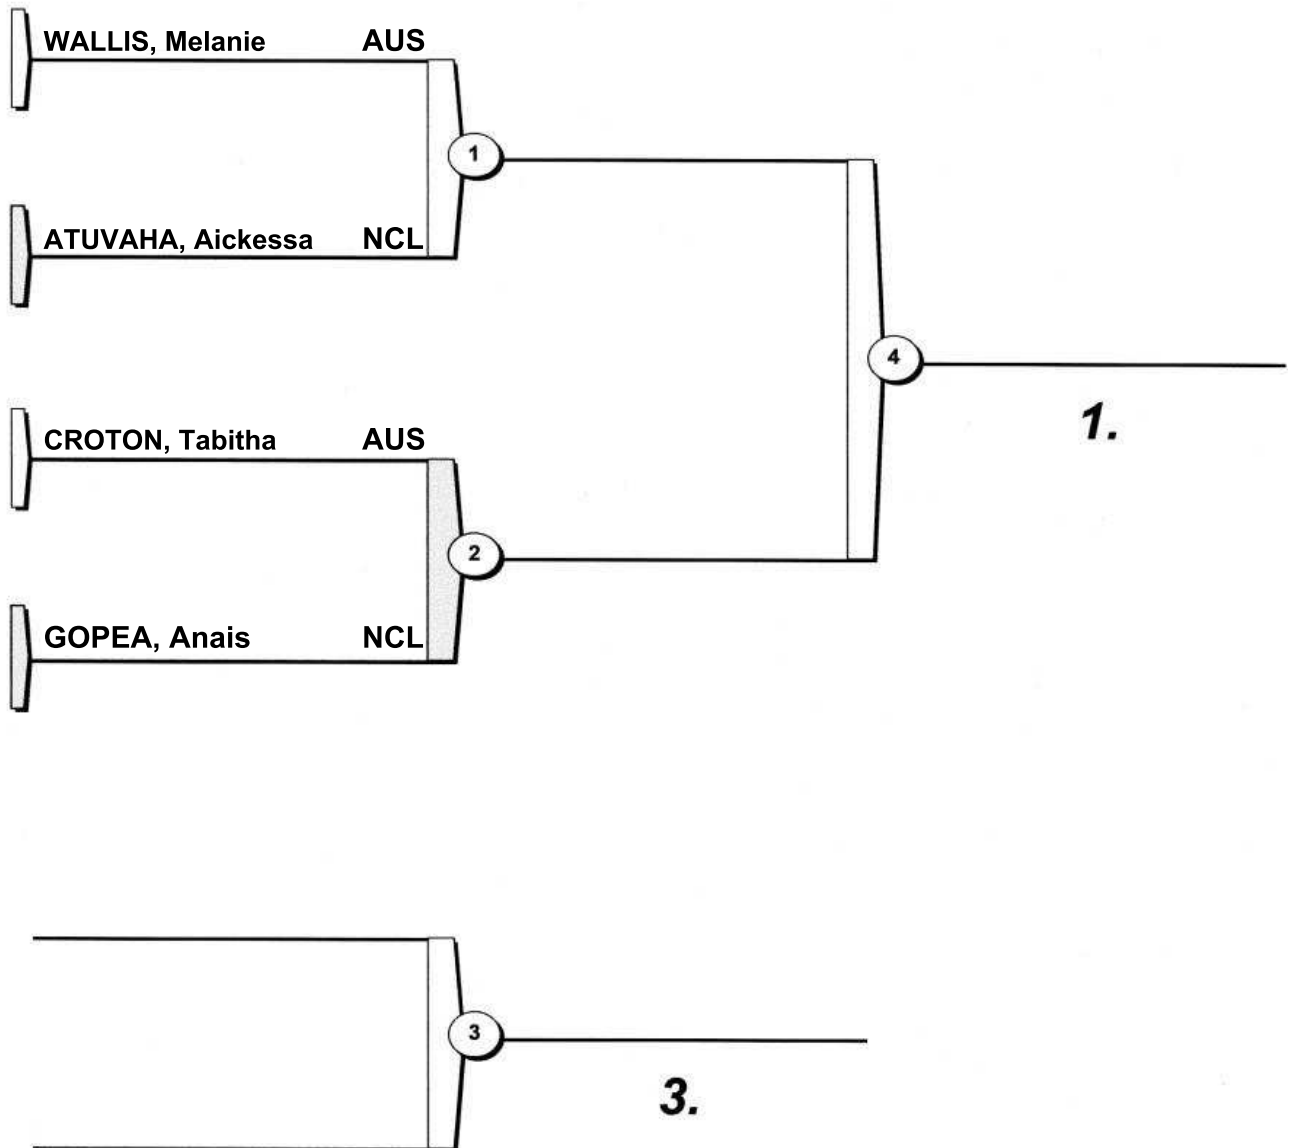 WALLIS, Melanie AUS
1
ATUVAHA, Aickessa NCL
4
1.
CROTON, Tabitha AUS
2
GOPEA, Anais NCL
3
3.